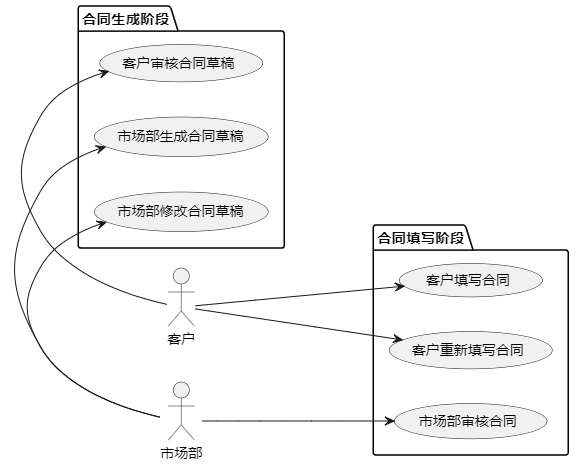 合同生成阶段
客户审核合同草稿
市场部生成合同草稿
市场部修改合同草稿
合同填写阶段
客户填写合同
客户重新填写合同
市场部审核合同
客户
市场部